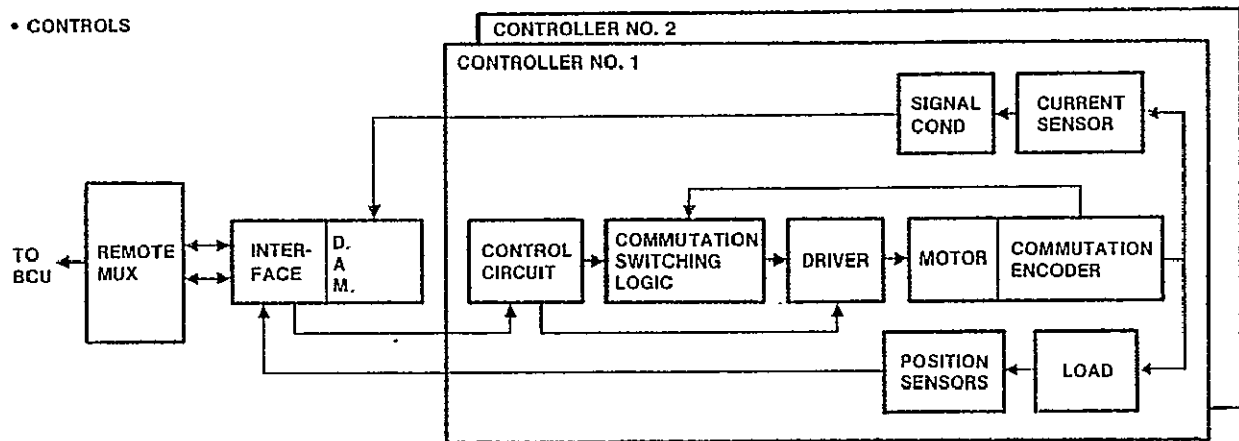 • CONTROLS
CONTROLLER NO. 2
CONTROLLER NO. 1
SIGNAL
COND
CURRENT
SENSOR
TO
BCU
REMOTE
MUX
INTER-
FACE
D.
A
M.
CONTROL
CIRCUIT
COMMUTATION
SWITCHING
LOGIC
DRIVER
MOTOR
COMMUTATION
ENCODER
POSITION
SENSORS
LOAD